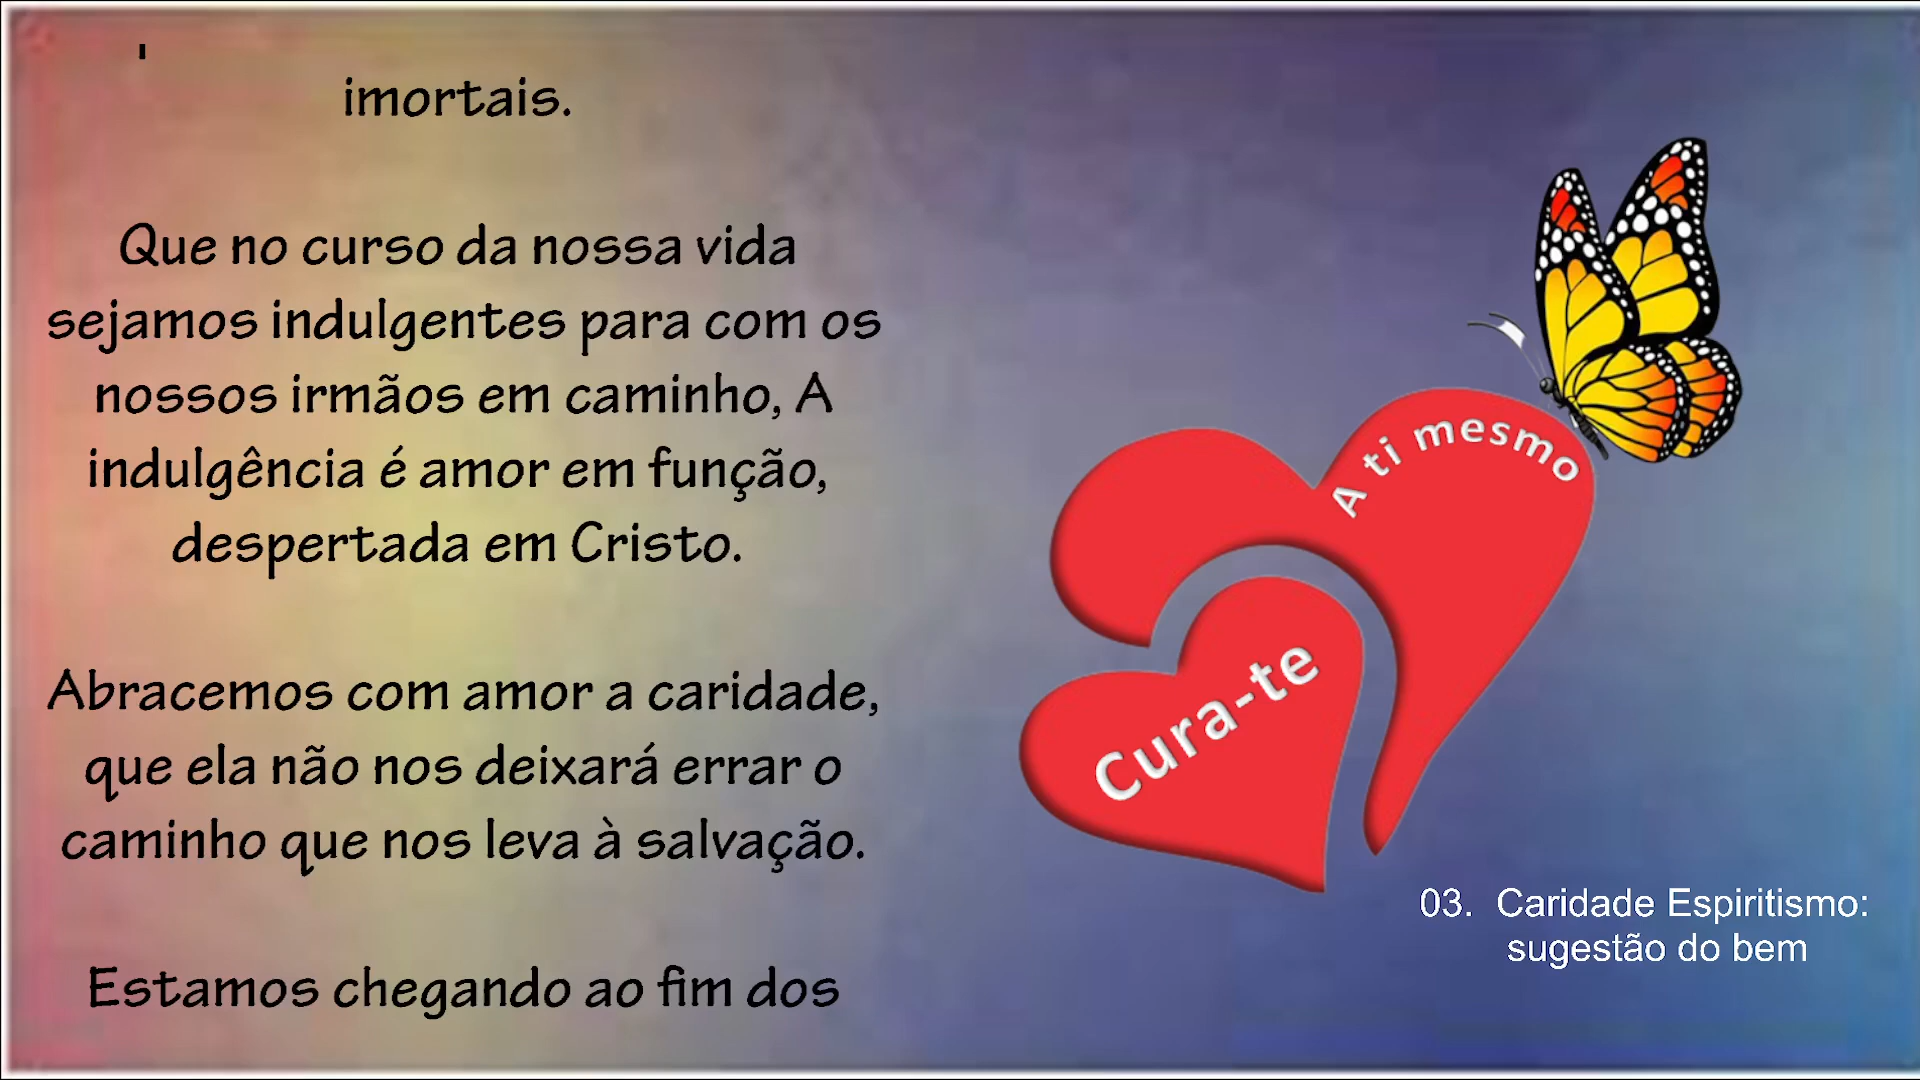 imortais.
Que no curso da nossa vida
sejamos indulgentes para com os
nossos irmãos em caminho, A
indulgência é amor em função,
despertada em Cristo.
Abracemos com amor a caridade,
que ela não nos deixará errar o
caminho que nos leva à salvação.
Estamos chegando ao fim dos
A ti mesmo
Cura-te
03. Caridade Espiritismo:
sugestão do bem